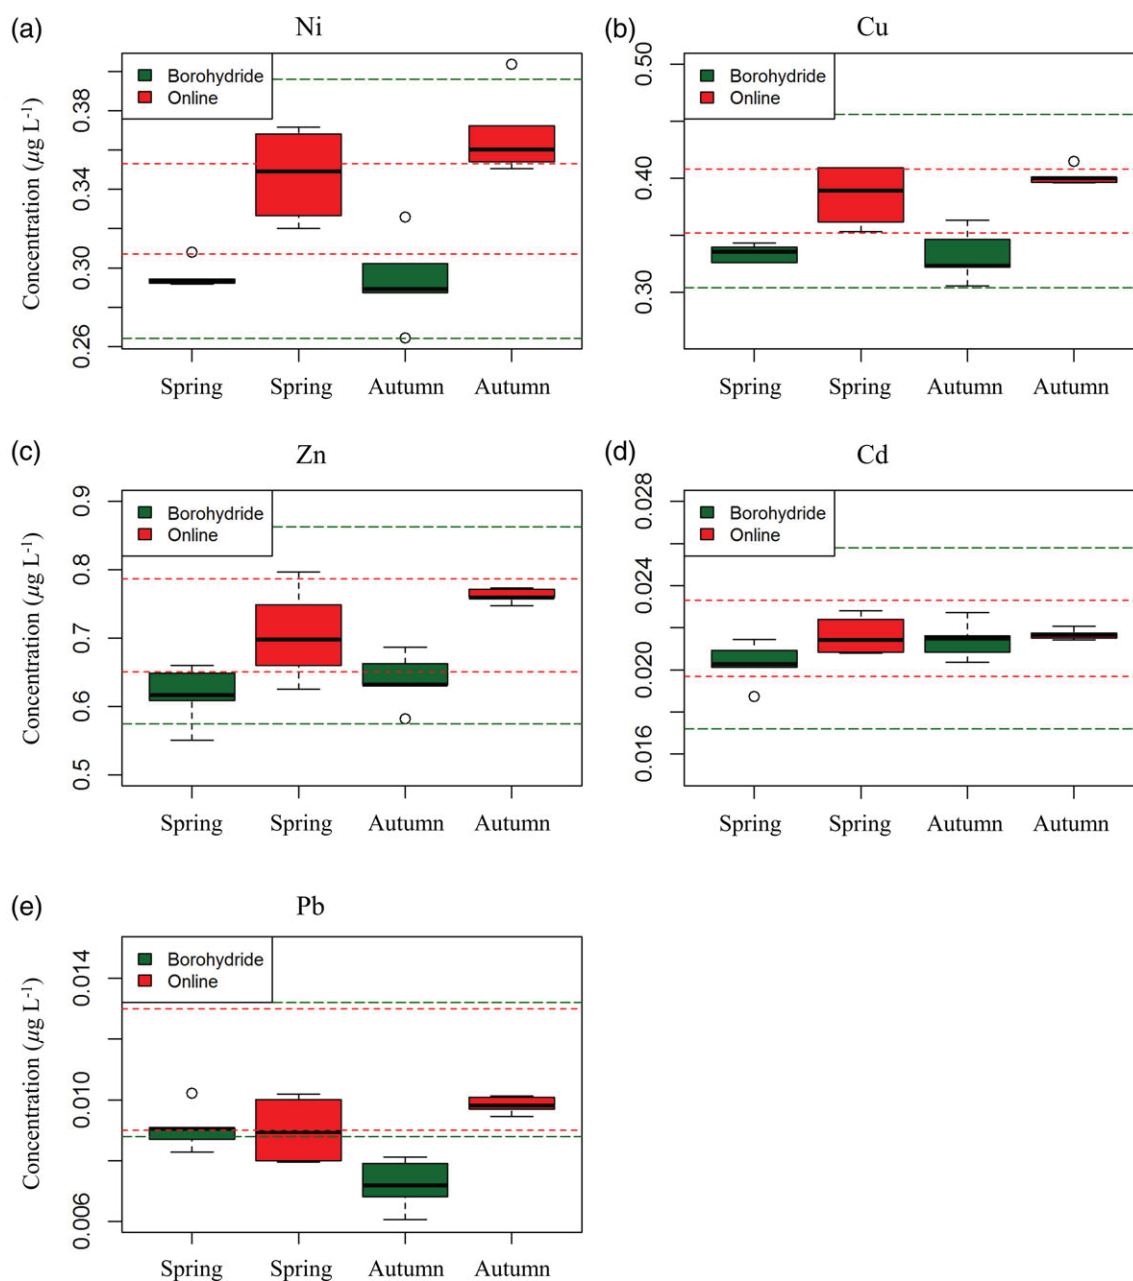 (a) Ni
Borohydride
Online
Concentration (µg L-1)
0.38
0.34
0.30
0.26
Spring Spring Autumn Autumn
(b) Cu
Borohydride
Online
0.50
0.40
0.30
Spring Spring Autumn Autumn
(c) Zn
Borohydride
Online
Concentration (µg L-1)
0.9
0.8
0.7
0.6
0.5
Spring Spring Autumn Autumn
(d) Cd
Borohydride
Online
0.028
0.024
0.020
0.016
Spring Spring Autumn Autumn
(e) Pb
Borohydride
Online
Concentration (µg L-1)
0.014
0.010
0.006
Spring Spring Autumn Autumn